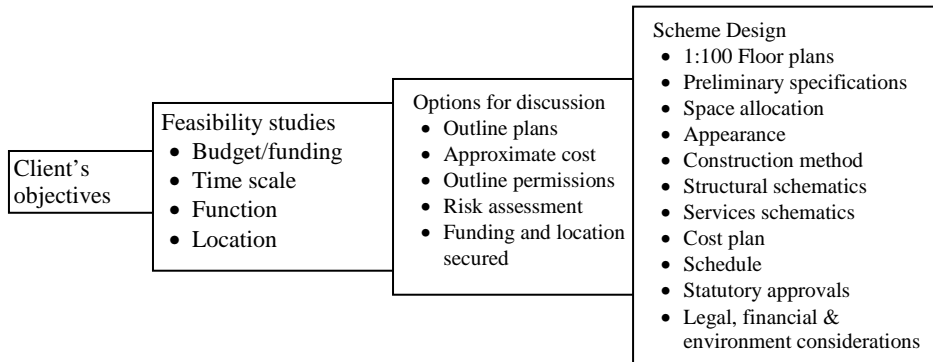 Client's
objectives
Feasibility studies
• Budget/funding
• Time scale
• Function
• Location
Options for discussion
• Outline plans
• Approximate cost
• Outline permissions
• Risk assessment
• Funding and location
secured
Scheme Design
• 1:100 Floor plans
• Preliminary specifications
• Space allocation
• Appearance
• Construction method
• Structural schematics
• Services schematics
• Cost plan
• Schedule
• Statutory approvals
• Legal, financial &
environment considerations